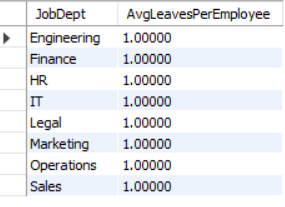 JobDept AvgLeavesPerEmployee
Engineering 1.00000
Finance 1.00000
HR 1.00000
IT 1.00000
Legal 1.00000
Marketing 1.00000
Operations 1.00000
Sales 1.00000